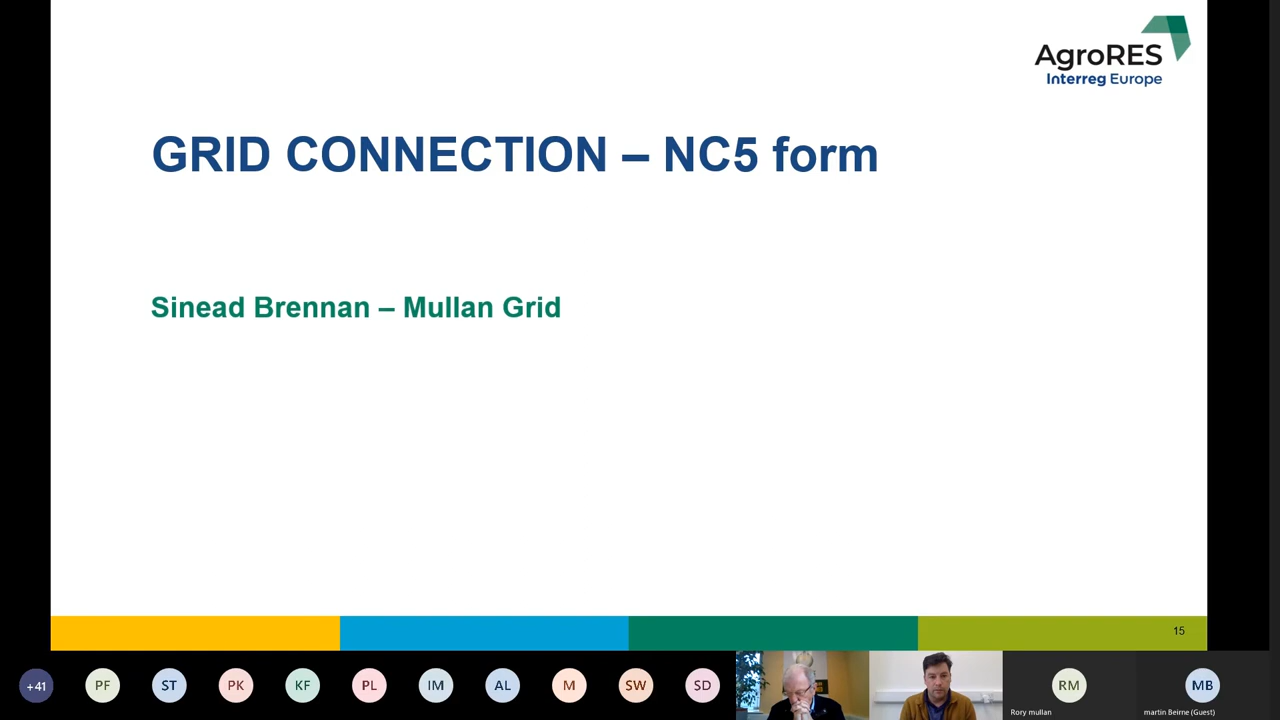 AgroRES
Interreg Europe
GRID CONNECTION – NC5 form
Sinead Brennan – Mullan Grid
15
+41
PF
ST
PK
KF
PL
IM
AL
M
SW
SD
RM
MB
Rory mullan
martin Beirne (Guest)